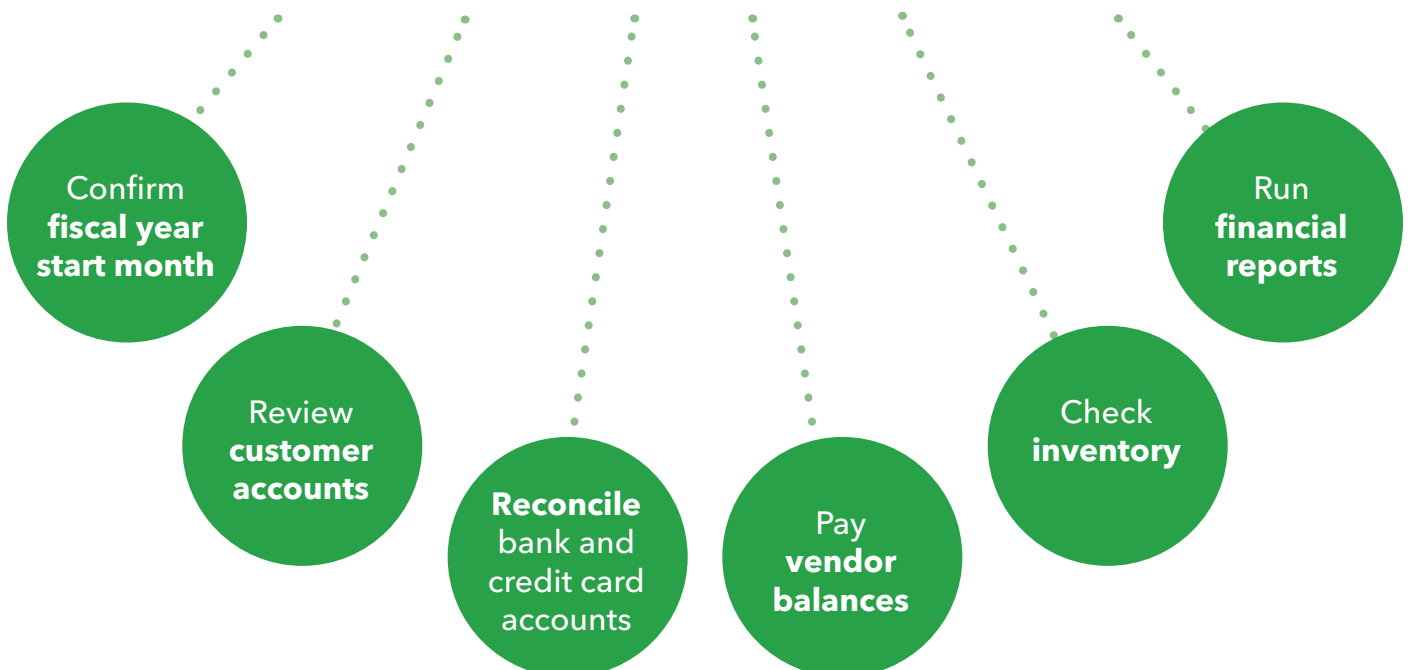 Confirm
fiscal year
start month
Review
customer
accounts
Reconcile
bank and
credit card
accounts
Pay
vendor
balances
Check
inventory
Run
financial
reports